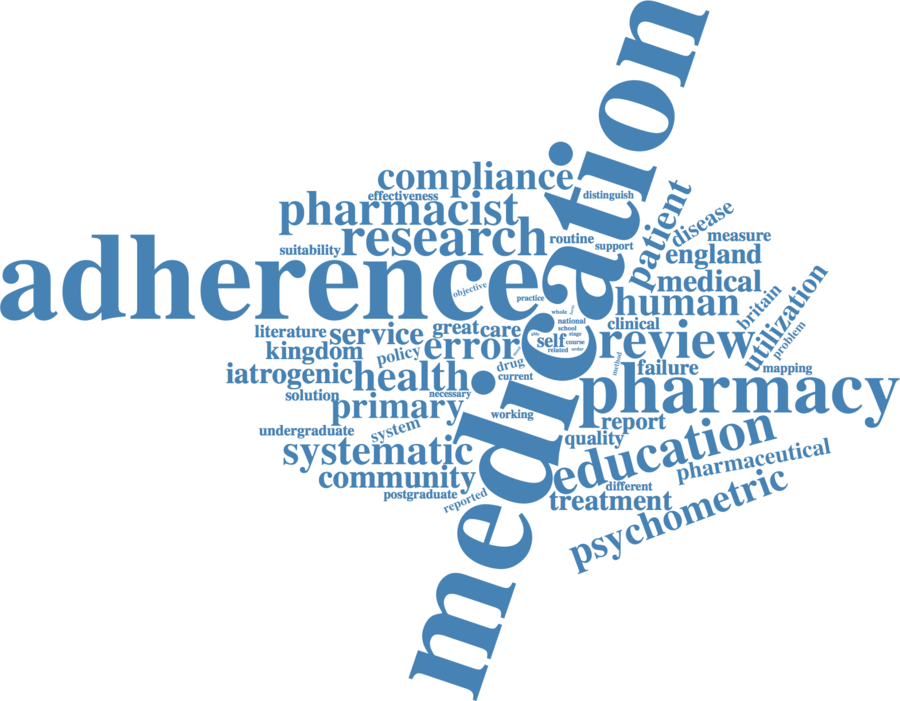 medication
compliance
effectiveness
distinguish
pharmacist
patient
disease
research
routine
support
measure
suitability
england
adherence
objective
practice
medical
human
britain
utilization
whole
national
school
clinical
literature
service
great
care
self
stage
course
related
review
problem
kingdom
policy
error
drug
current
method
failure
mapping
iatrogenic
health
solution
necessary
pharmacy
primary
working
report
undergraduate
system
quality
education
systematic
pharmaceutical
community
different
postgraduate
reported
treatment
psychometric